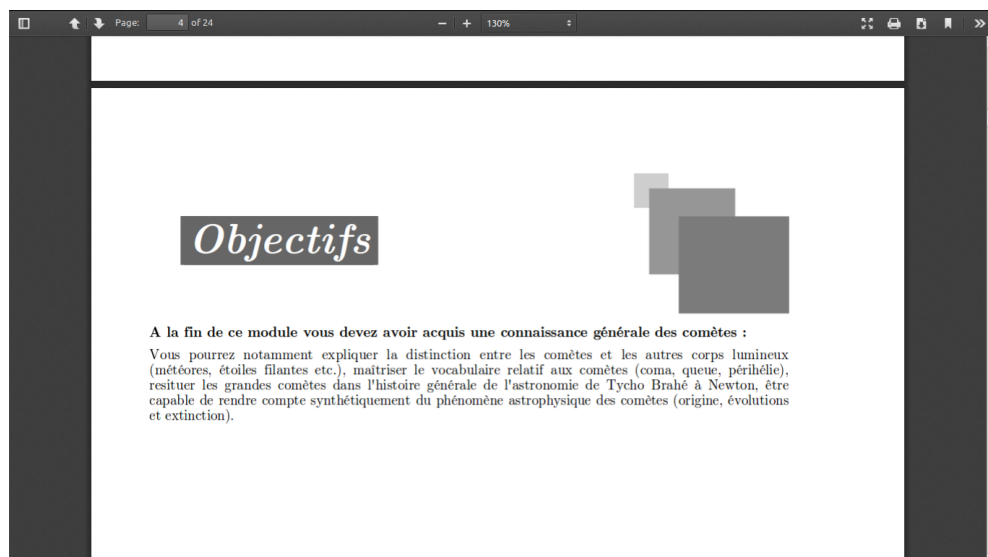 Page: 4 of 24 130%
Objectifs
A la fin de ce module vous devez avoir acquis une connaissance générale des comètes :
Vous pourrez notamment expliquer la distinction entre les comètes et les autres corps lumineux
(météores, étoiles filantes etc.), maîtriser le vocabulaire relatif aux comètes (coma, queue, périhélie),
resituer les grandes comètes dans l'histoire générale de l'astronomie de Tycho Brahé à Newton, être
capable de rendre compte synthétiquement du phénomène astrophysique des comètes (origine, évolutions
et extinction).